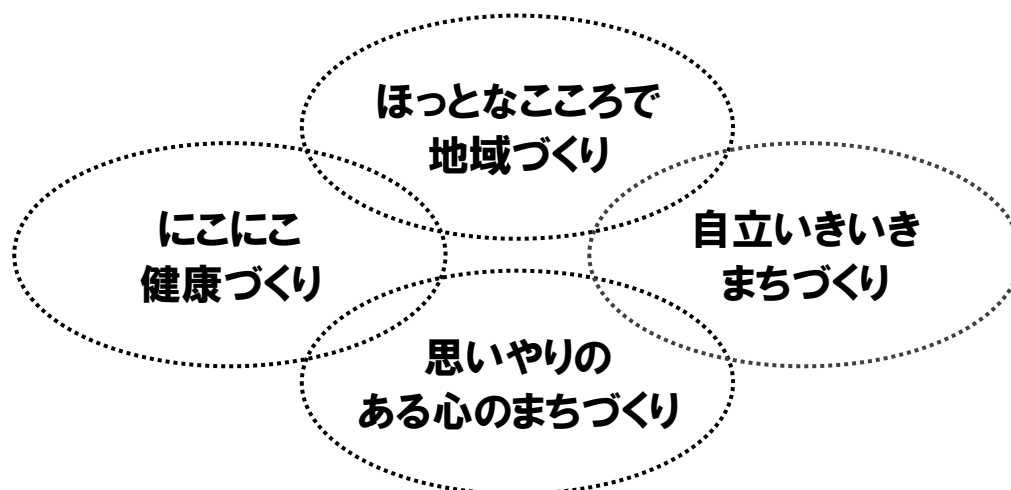 ほっとなこころで
地域づくり
にこにこ
健康づくり
自立いきいき
まちづくり
思いやりの
ある心のまちづくり